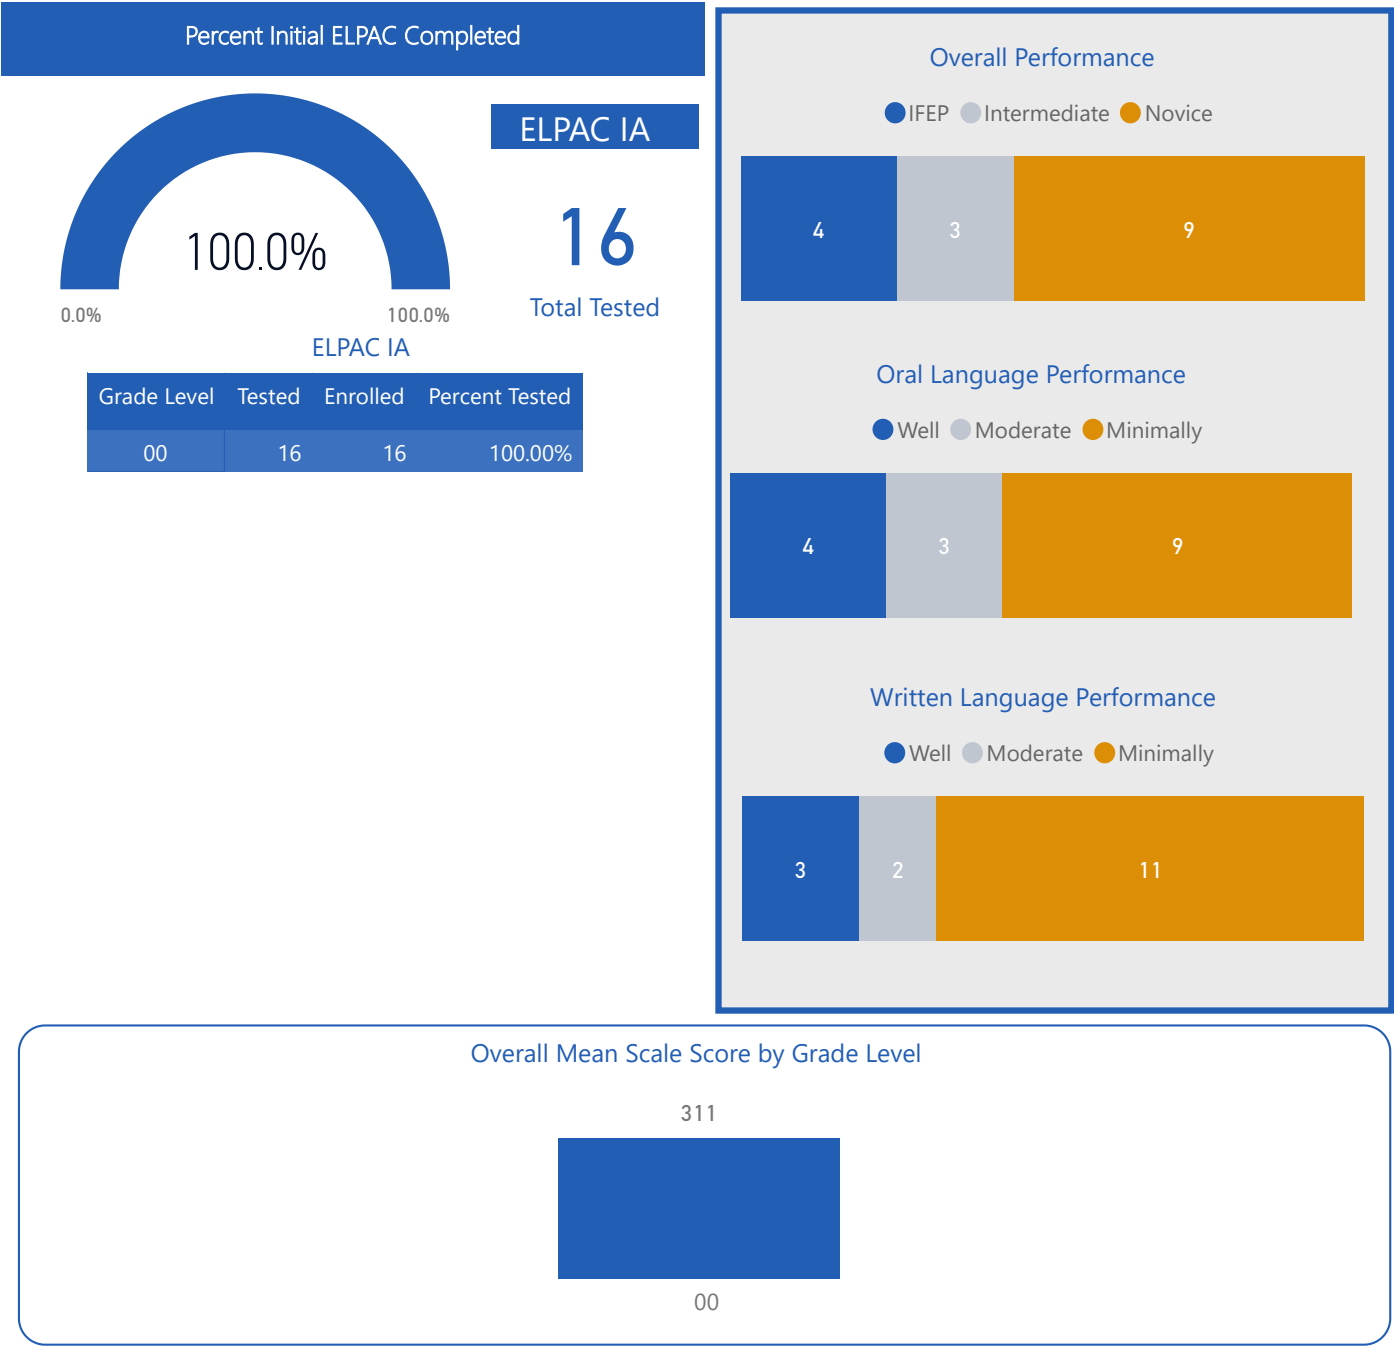 Percent Initial ELPAC Completed
100.0%
0.0%
100.0%
ELPAC IA
16
Total Tested
ELPAC IA
Grade Level Tested Enrolled Percent Tested
00 16 16 100.00%
Overall Performance
IFEP Intermediate Novice
4 3 9
Oral Language Performance
Well Moderate Minimally
4 3 9
Written Language Performance
Well Moderate Minimally
3 2 11
Overall Mean Scale Score by Grade Level
311
00